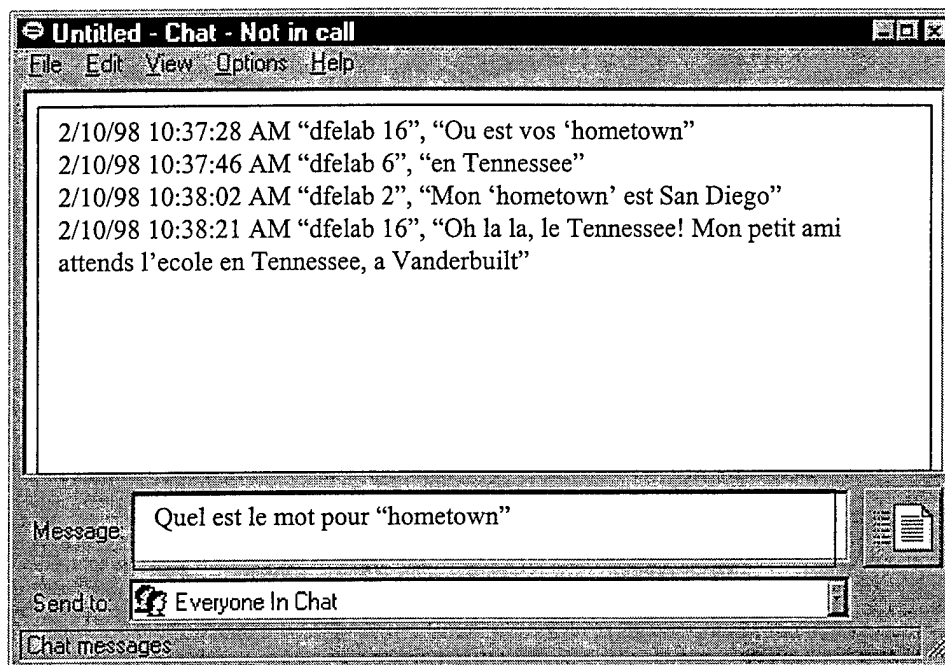 Untitled - Chat - Not in call
File Edit View Options Help
2/10/98 10:37:28 AM “dfelab 16”, “Ou est vos ‘hometown”
2/10/98 10:37:46 AM “dfelab 6”, “en Tennessee”
2/10/98 10:38:02 AM “dfelab 2”, “Mon ‘hometown’ est San Diego”
2/10/98 10:38:21 AM “dfelab 16”, “Oh la la, le Tennessee! Mon petit ami
attends l’ecole en Tennessee, a Vanderbuilt”
Message:
Quel est le mot pour “hometown”
Send to: Everyone In Chat
Chat messages